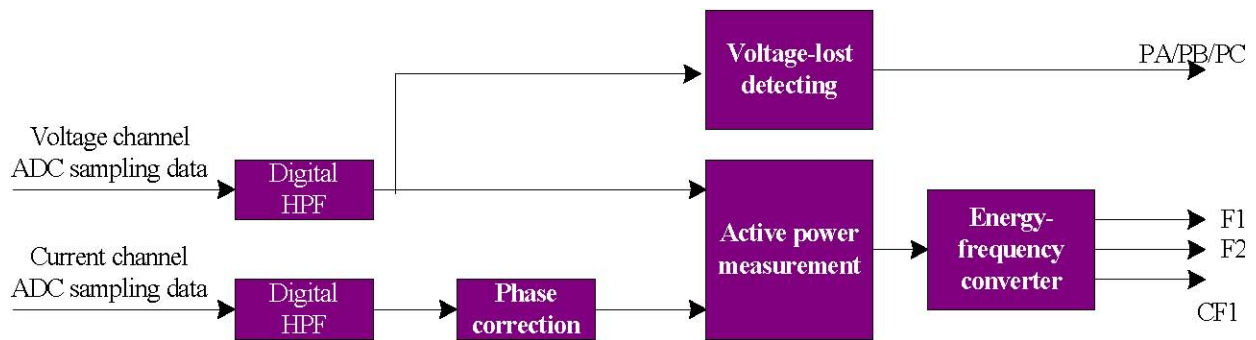 Voltage-lost
detecting
PA/PB/PC
Voltage channel
ADC sampling data
Digital
HPF
Active power
measurement
Energy-
frequency
converter
F1
F2
CF1
Current channel
ADC sampling data
Digital
HPF
Phase
correction